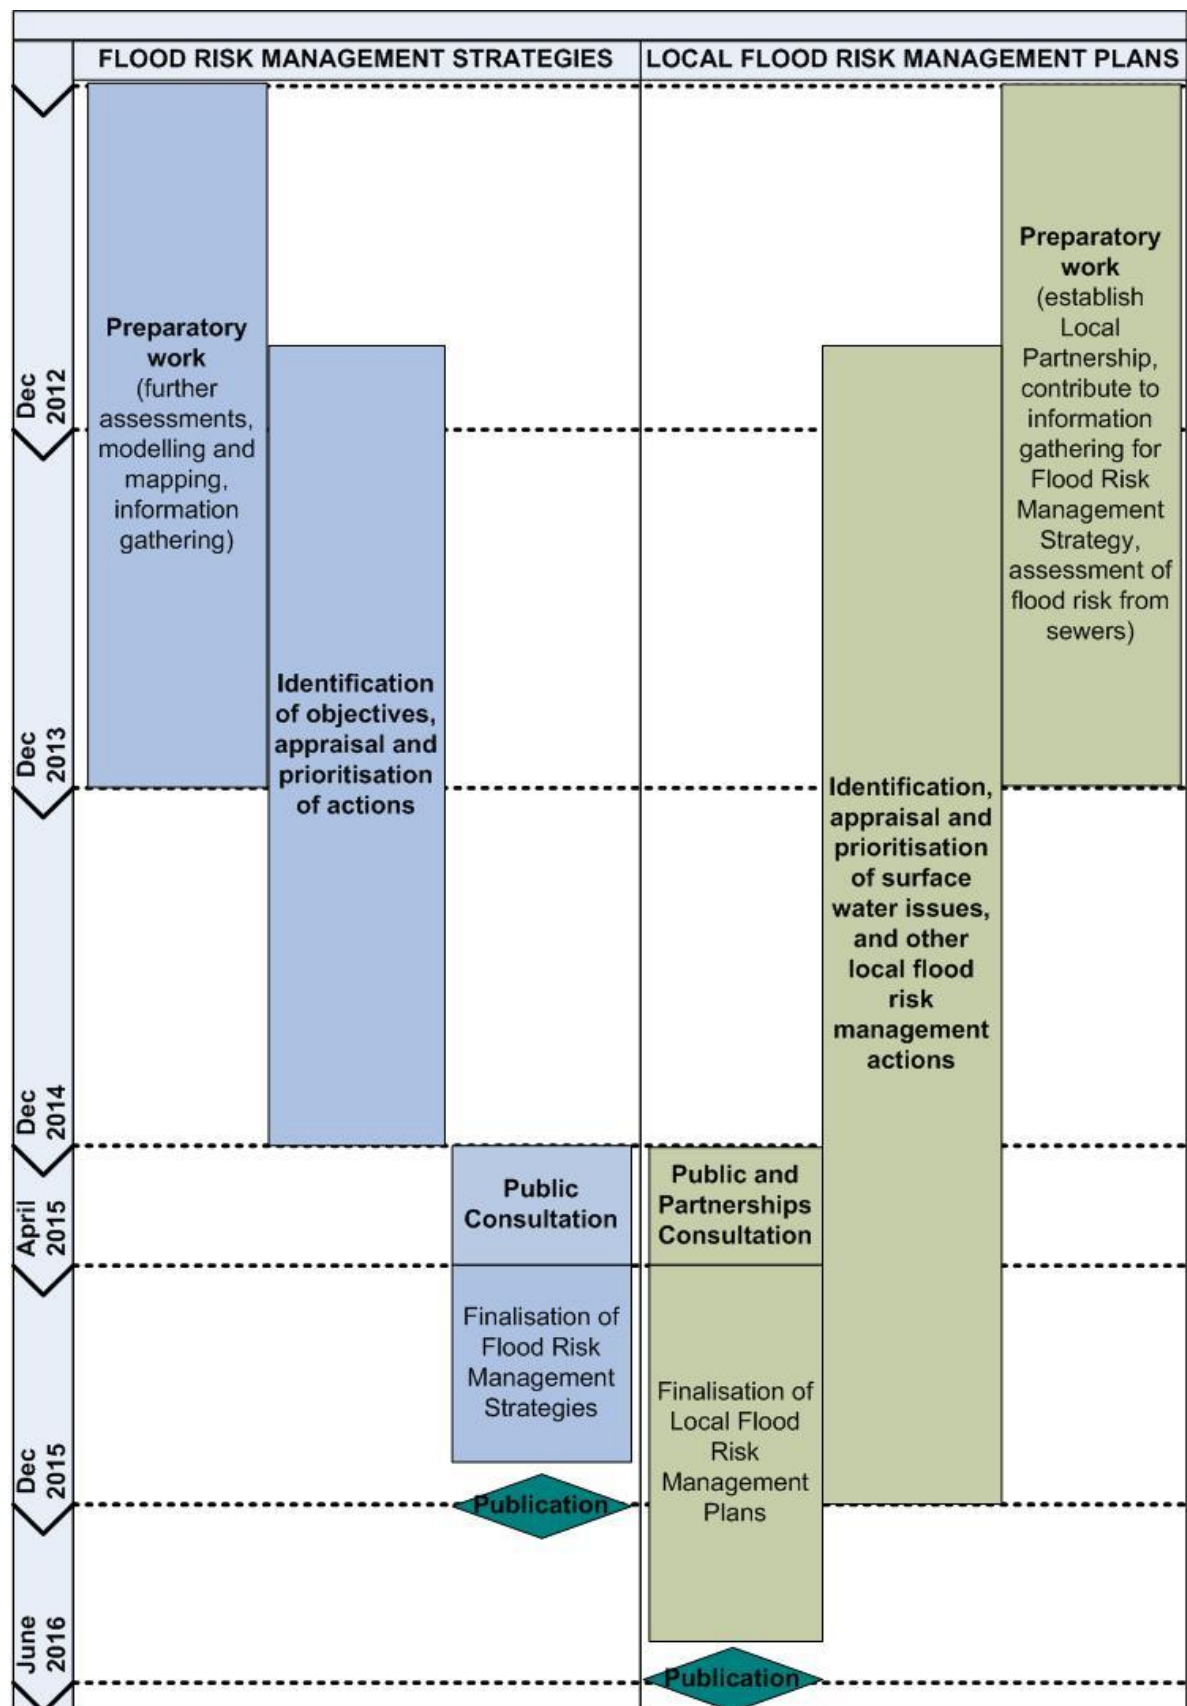 FLOOD RISK MANAGEMENT STRATEGIES
LOCAL FLOOD RISK MANAGEMENT PLANS
Dec
2012
Dec
2013
Dec
2014
April
2015
Dec
2015
June
2016
Preparatory
work
(further
assessments,
modelling and
mapping,
information
gathering)
Identification
of objectives,
appraisal and
prioritisation
of actions
Public
Consultation
Finalisation of
Flood Risk
Management
Strategies
Publication
Public and
Partnerships
Consultation
Finalisation of
Local Flood
Risk
Management
Plans
Publication
Identification,
appraisal and
prioritisation
of surface
water issues,
and other
local flood
risk
management
actions
Preparatory
work
(establish
Local
Partnership,
contribute to
information
gathering for
Flood Risk
Management
Strategy,
assessment of
flood risk from
sewers)